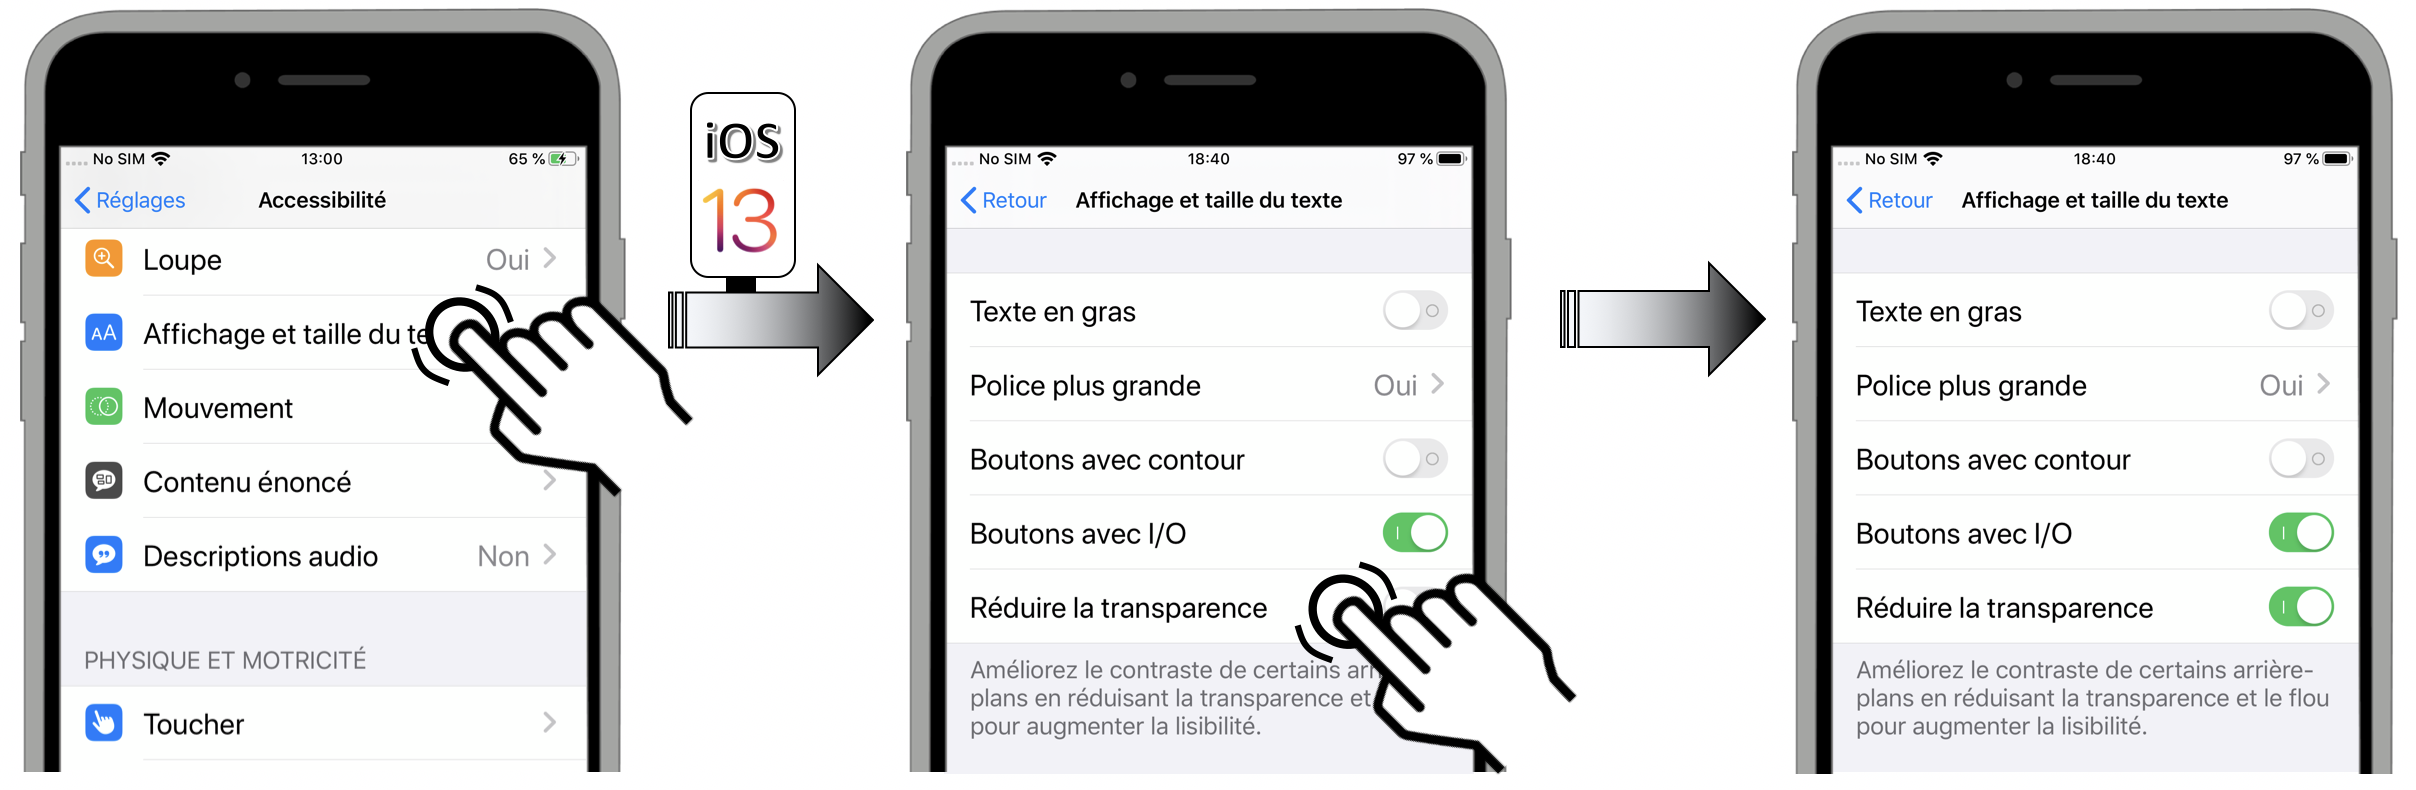 No SIM 13:00 65 %
Réglages Accessibilité
Loupe Oui
AA Affichage et taille du te
Mouvement
Contenu énoncé
Descriptions audio Non
PHYSIQUE ET MOTRICITÉ
Toucher
iOS
13
No SIM 18:40 97 %
Retour Affichage et taille du texte
Texte en gras
Police plus grande Oui
Boutons avec contour
Boutons avec I/O
Réduire la transparence
Améliorez le contraste de certains arr
plans en réduisant la transparence et
pour augmenter la lisibilité.
No SIM 18:40 97 %
Retour Affichage et taille du texte
Texte en gras
Police plus grande Oui
Boutons avec contour
Boutons avec I/O
Réduire la transparence
Améliorez le contraste de certains arrière-
plans en réduisant la transparence et le flou
pour augmenter la lisibilité.